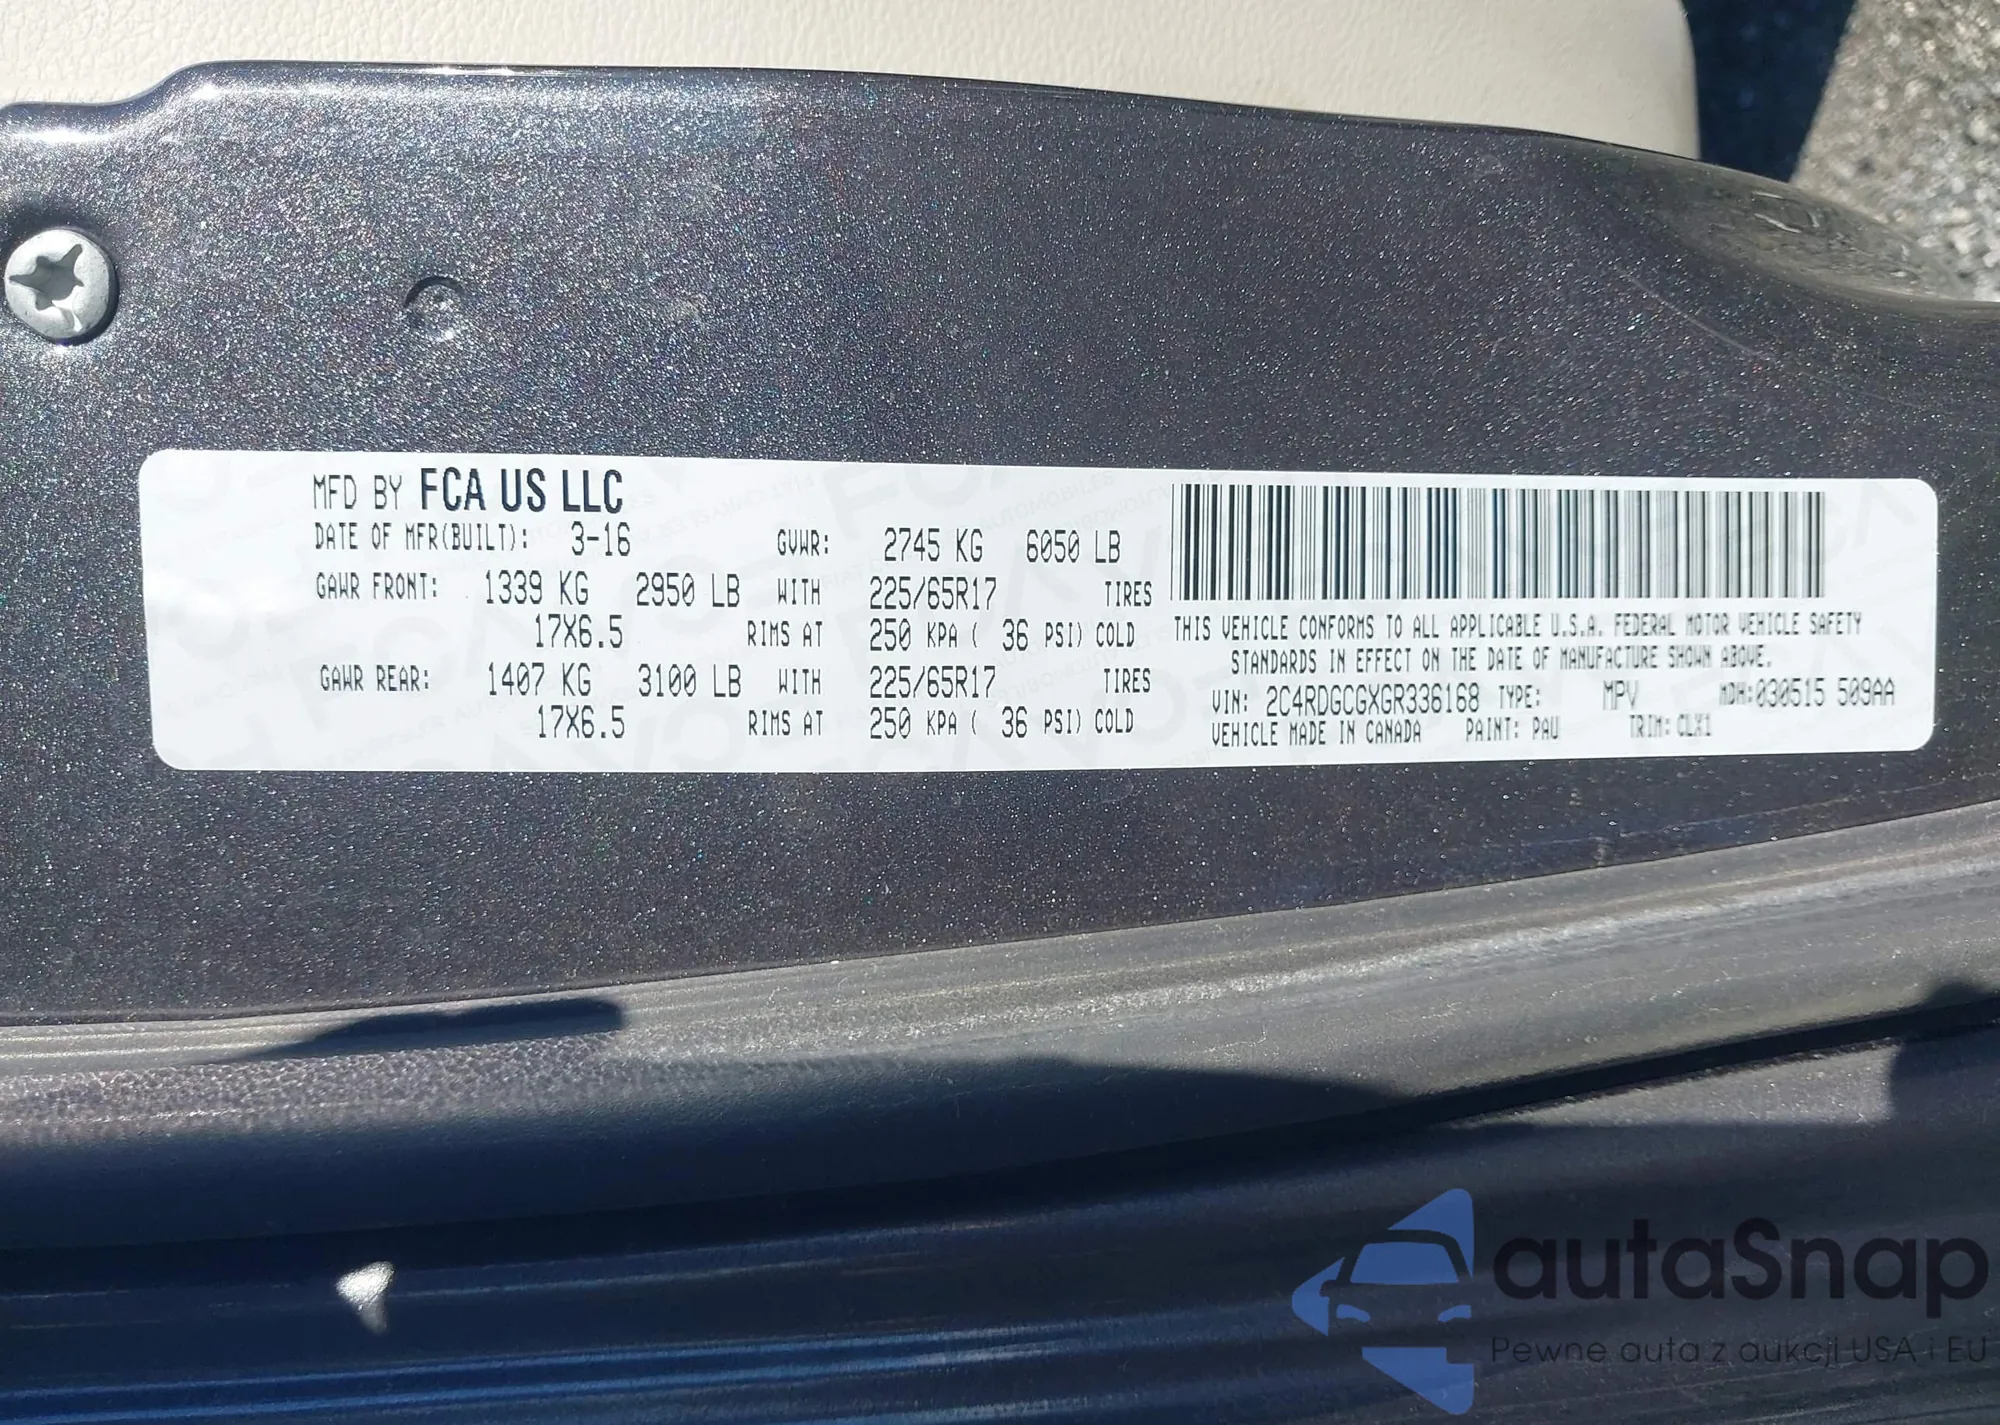 MFD BY FCA US LLC
DATE OF MFR(BUILT): 3-16 GVWR: 2745 KG 6050 LB
GAWR FRONT: 1339 KG 2950 LB WITH 225/65R17 TIRES
17X6.5 RIMS AT 250 KPA ( 36 PSI) COLD
GAWR REAR: 1407 KG 3100 LB WITH 225/65R17 TIRES
17X6.5 RIMS AT 250 KPA ( 36 PSI) COLD
THIS VEHICLE CONFORMS TO ALL APPLICABLE U.S.A. FEDERAL MOTOR VEHICLE SAFETY
STANDARDS IN EFFECT ON THE DATE OF MANUFACTURE SHOWN ABOVE.
VIN: 2C4RDGCGXGR336168 TYPE: MPV MDH:030515 509AA
VEHICLE MADE IN CANADA PAINT: PAU TRIM: CLX1
autoSnap
Pewne auta z aukcji USA i EU